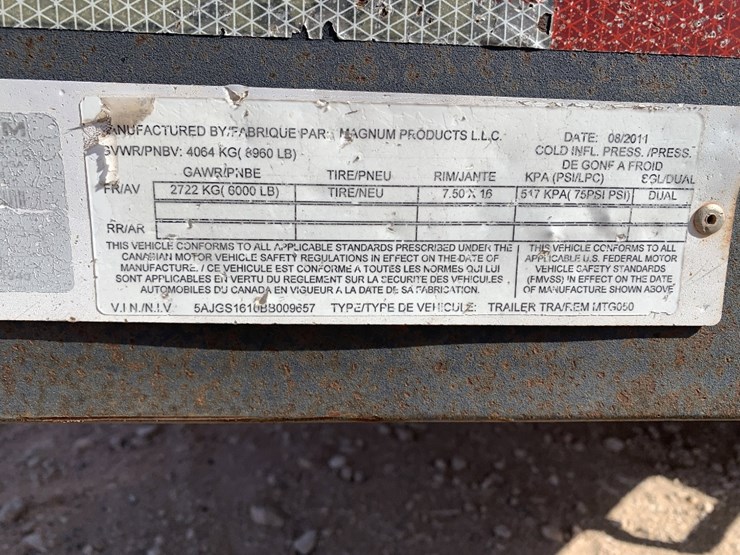 M
MANUFACTURED BY/FABRIQUE PAR: MAGNUM PRODUCTS L.L.C. DATE: 08/2011
GVWR/PNBV: 4064 KG( 8960 LB) COLD INFL. PRESS. /PRESS.
DE GONF A FROID
GAWR/PNBE TIRE/PNEU RIM/JANTE KPA (PSI/LPC) SGL/DUAL
FR/AV 2722 KG( 6000 LB) TIRE/NEU 7.50 X 16 517 KPA( 75PSI PSI) DUAL
RR/AR
THIS VEHICLE CONFORMS TO ALL APPLICABLE STANDARDS PRESCRIBED UNDER THE
CANADIAN MOTOR VEHICLE SAFETY REGULATIONS IN EFFECT ON THE DATE OF
MANUFACTURE. / CE VEHICULE EST CONFORME A TOUTES LES NORMES QUI LUI
SONT APPLICABLES EN VERTU DU REGLEMENT SUR LA SECURITE DES VEHICULES
AUTOMOBILES DU CANADA EN VIGUEUR A LA DATE DE SA FABRICATION.
THIS VEHICLE CONFORMS TO ALL
APPLICABLE U.S. FEDERAL MOTOR
VEHICLE SAFETY STANDARDS
(FMVSS) IN EFFECT ON THE DATE
OF MANUFACTURE SHOWN ABOVE
V.I N./N.I.V 5AJGS1610BB009657 TYPE/TYPE DE VEHICULE: TRAILER TRA/REM MTG050